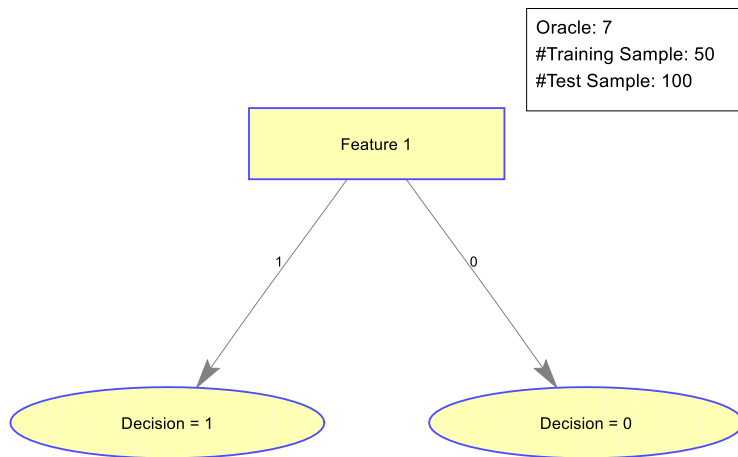 Oracle: 7
#Training Sample: 50
#Test Sample: 100
Feature 1
1
0
Decision = 1
Decision = 0